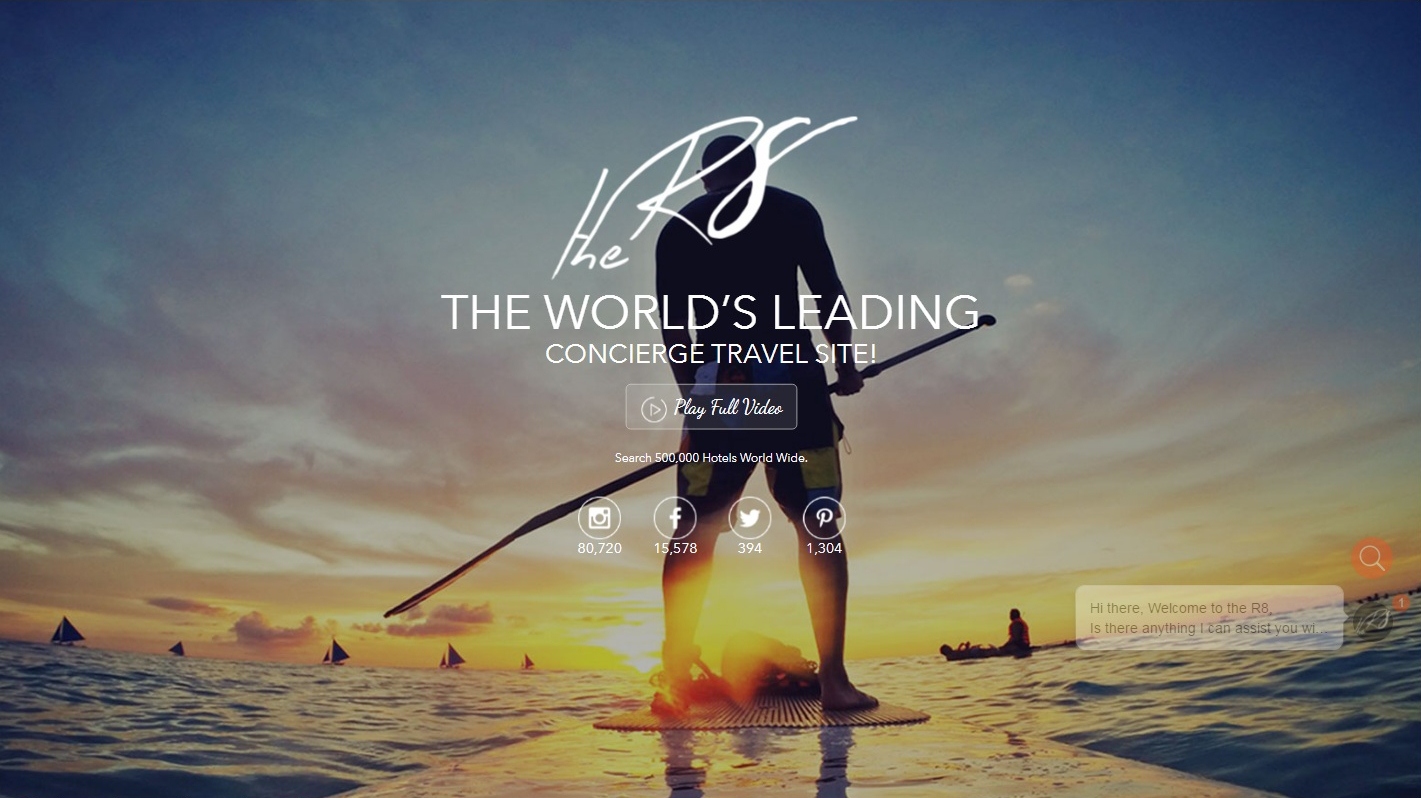 the R8
THE WORLD'S LEADING
CONCIERGE TRAVEL SITE!
Play Full Video
Search 500,000 Hotels World Wide.
80,720 15,578 394 1,304
Hi there, Welcome to the R8,
Is there anything I can assist you wi...
R8
1